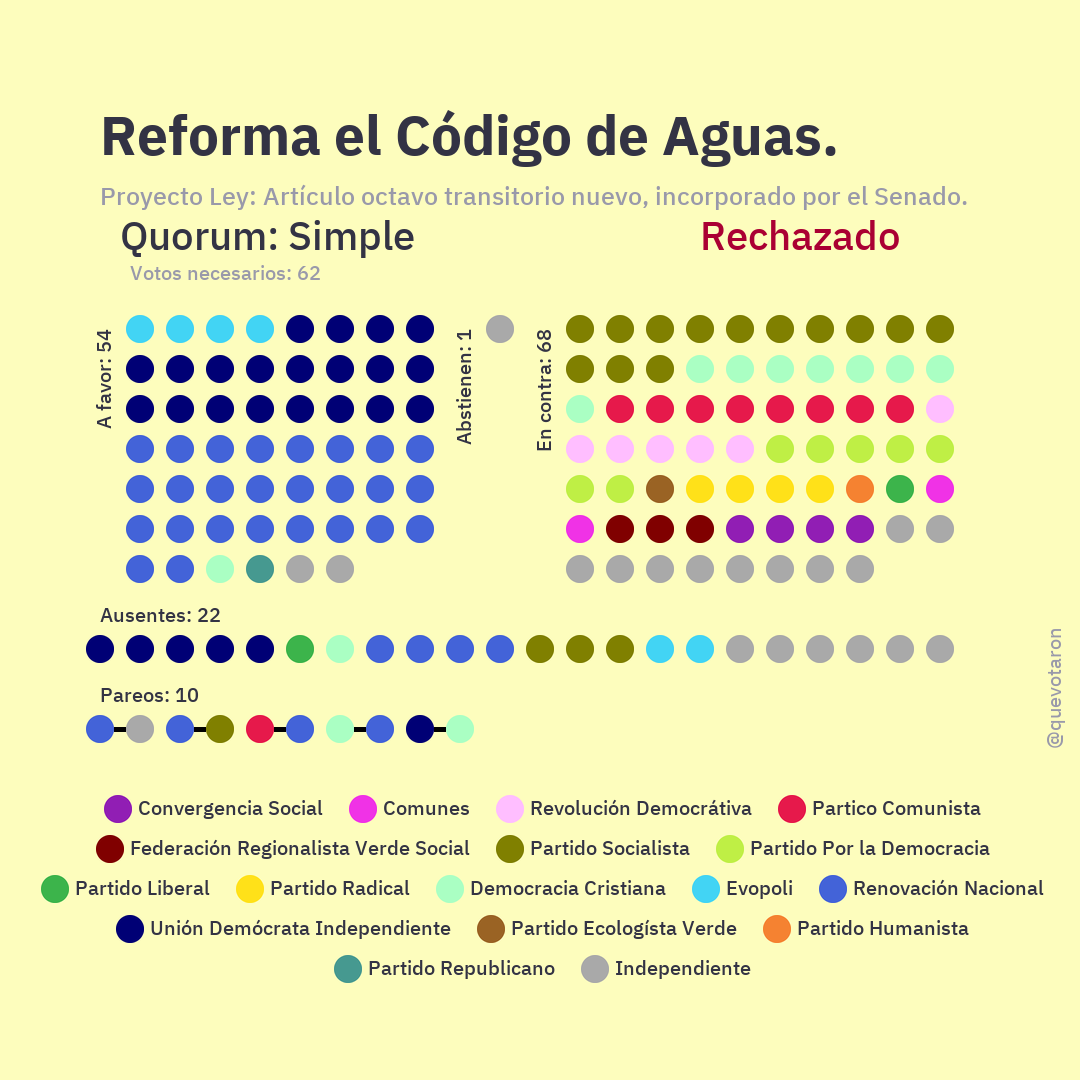 Reforma el Código de Aguas.
Proyecto Ley: Artículo octavo transitorio nuevo, incorporado por el Senado.
Quorum: Simple
Rechazado
Votos necesarios: 62
A favor: 54
Abstienen: 1
En contra: 68
Ausentes: 22
Pareos: 10
@quevotaron
Convergencia Social Comunes Revolución Democrátiva Partico Comunista
Federación Regionalista Verde Social Partido Socialista Partido Por la Democracia
Partido Liberal Partido Radical Democracia Cristiana Evopoli Renovación Nacional
Unión Demócrata Independiente Partido Ecologísta Verde Partido Humanista
Partido Republicano Independiente